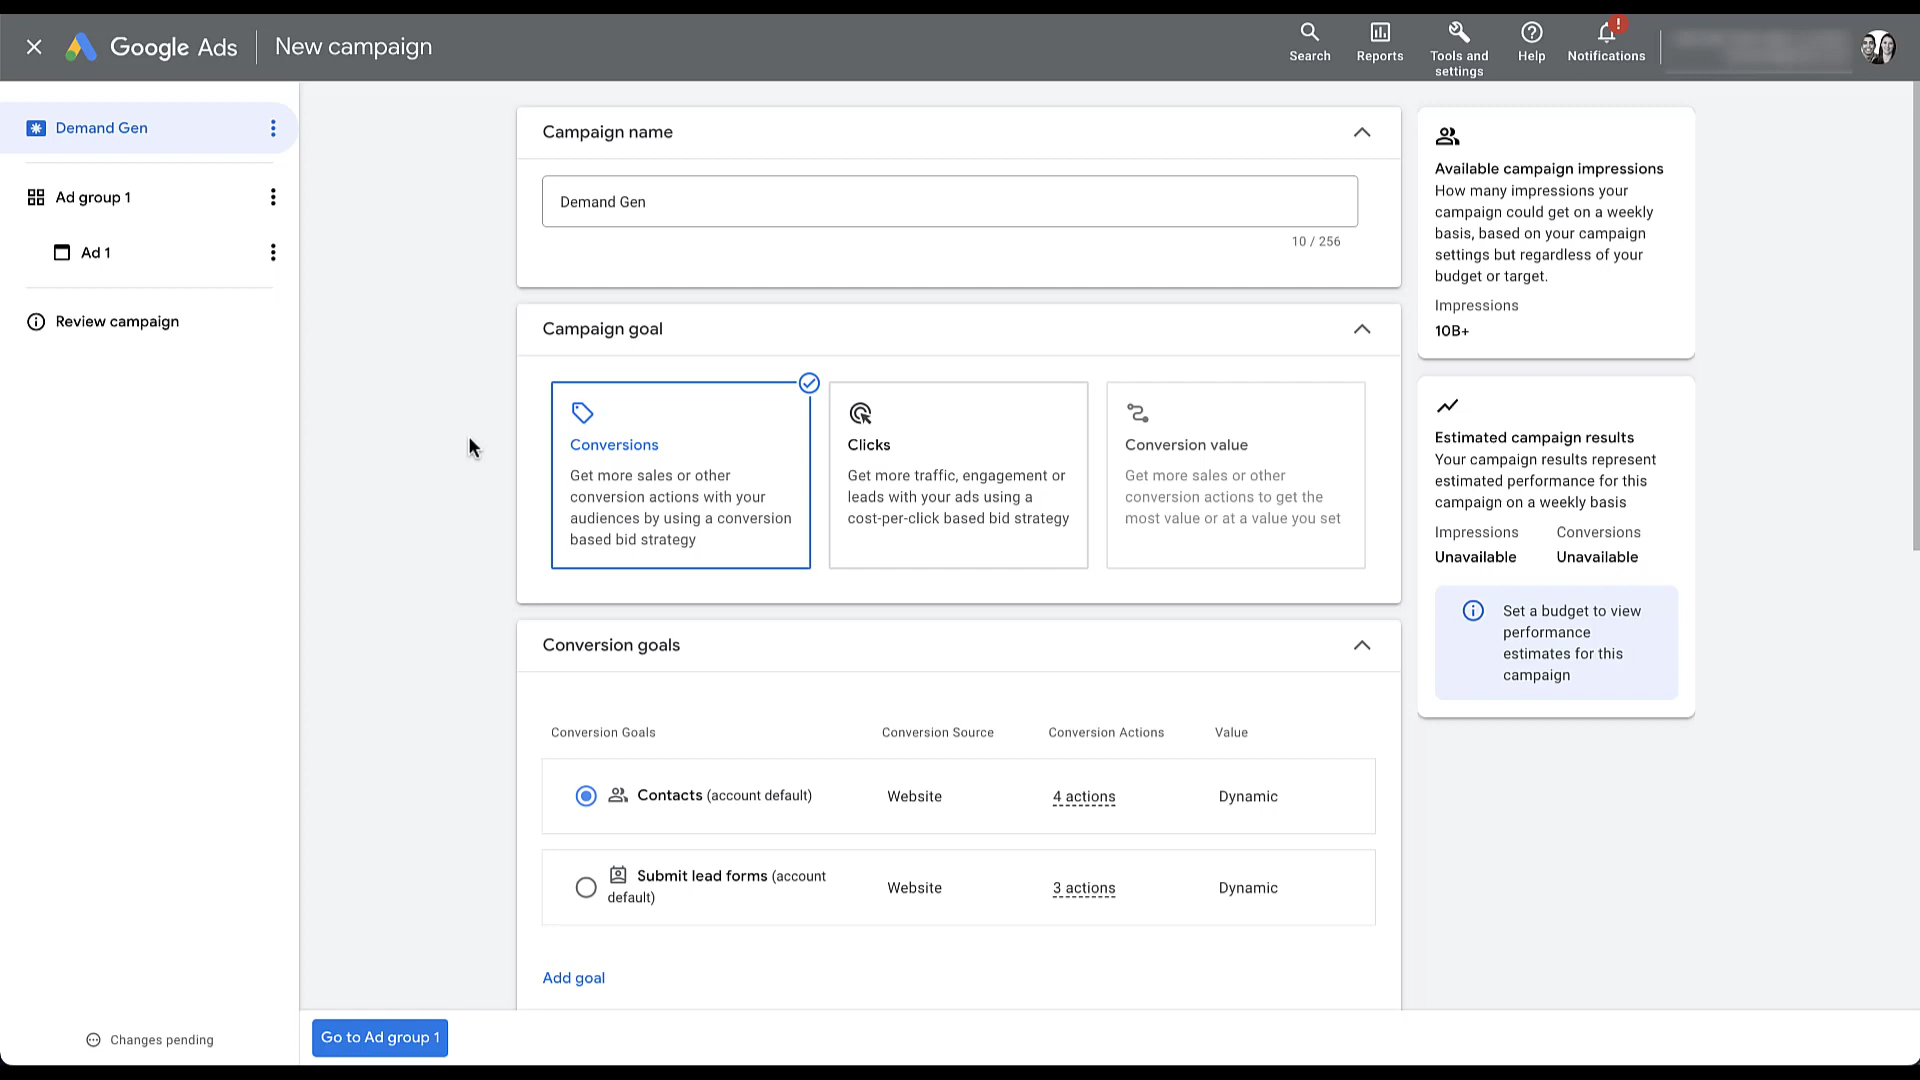 Google Ads
New campaign
Search
Reports
Tools and
settings
Help
!
Notifications
Demand Gen
Ad group 1
Ad 1
Review campaign
Changes pending
Campaign name
Demand Gen
10 / 256
Campaign goal
Conversions
Get more sales or other
conversion actions with your
audiences by using a conversion
based bid strategy
Clicks
Get more traffic, engagement or
leads with your ads using a
cost-per-click based bid strategy
Conversion value
Get more sales or other
conversion actions to get the
most value or at a value you set
Conversion goals
Conversion Goals
Conversion Source
Conversion Actions
Value
Contacts (account default)
Website
4 actions
Dynamic
Submit lead forms (account
default)
Website
3 actions
Dynamic
Add goal
Go to Ad group 1
Available campaign impressions
How many impressions your
campaign could get on a weekly
basis, based on your campaign
settings but regardless of your
budget or target.
Impressions
10B+
Estimated campaign results
Your campaign results represent
estimated performance for this
campaign on a weekly basis
Impressions
Unavailable
Conversions
Unavailable
Set a budget to view
performance
estimates for this
campaign